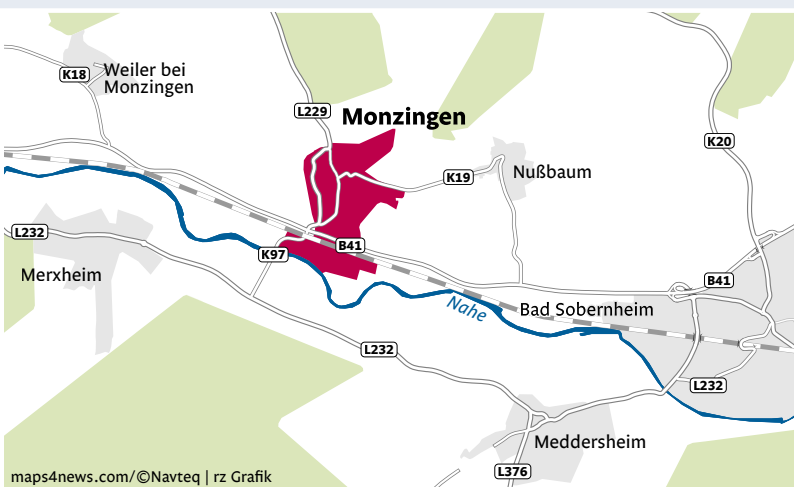 K18
Weiler bei
Monzingen
L229
Monzingen
K20
K19
Nußbaum
L232
B41
K97
Merxheim
B41
Nahe
Bad Sobernheim
L232
L232
Meddersheim
L376
maps4news.com/©Navteq | rz Grafik